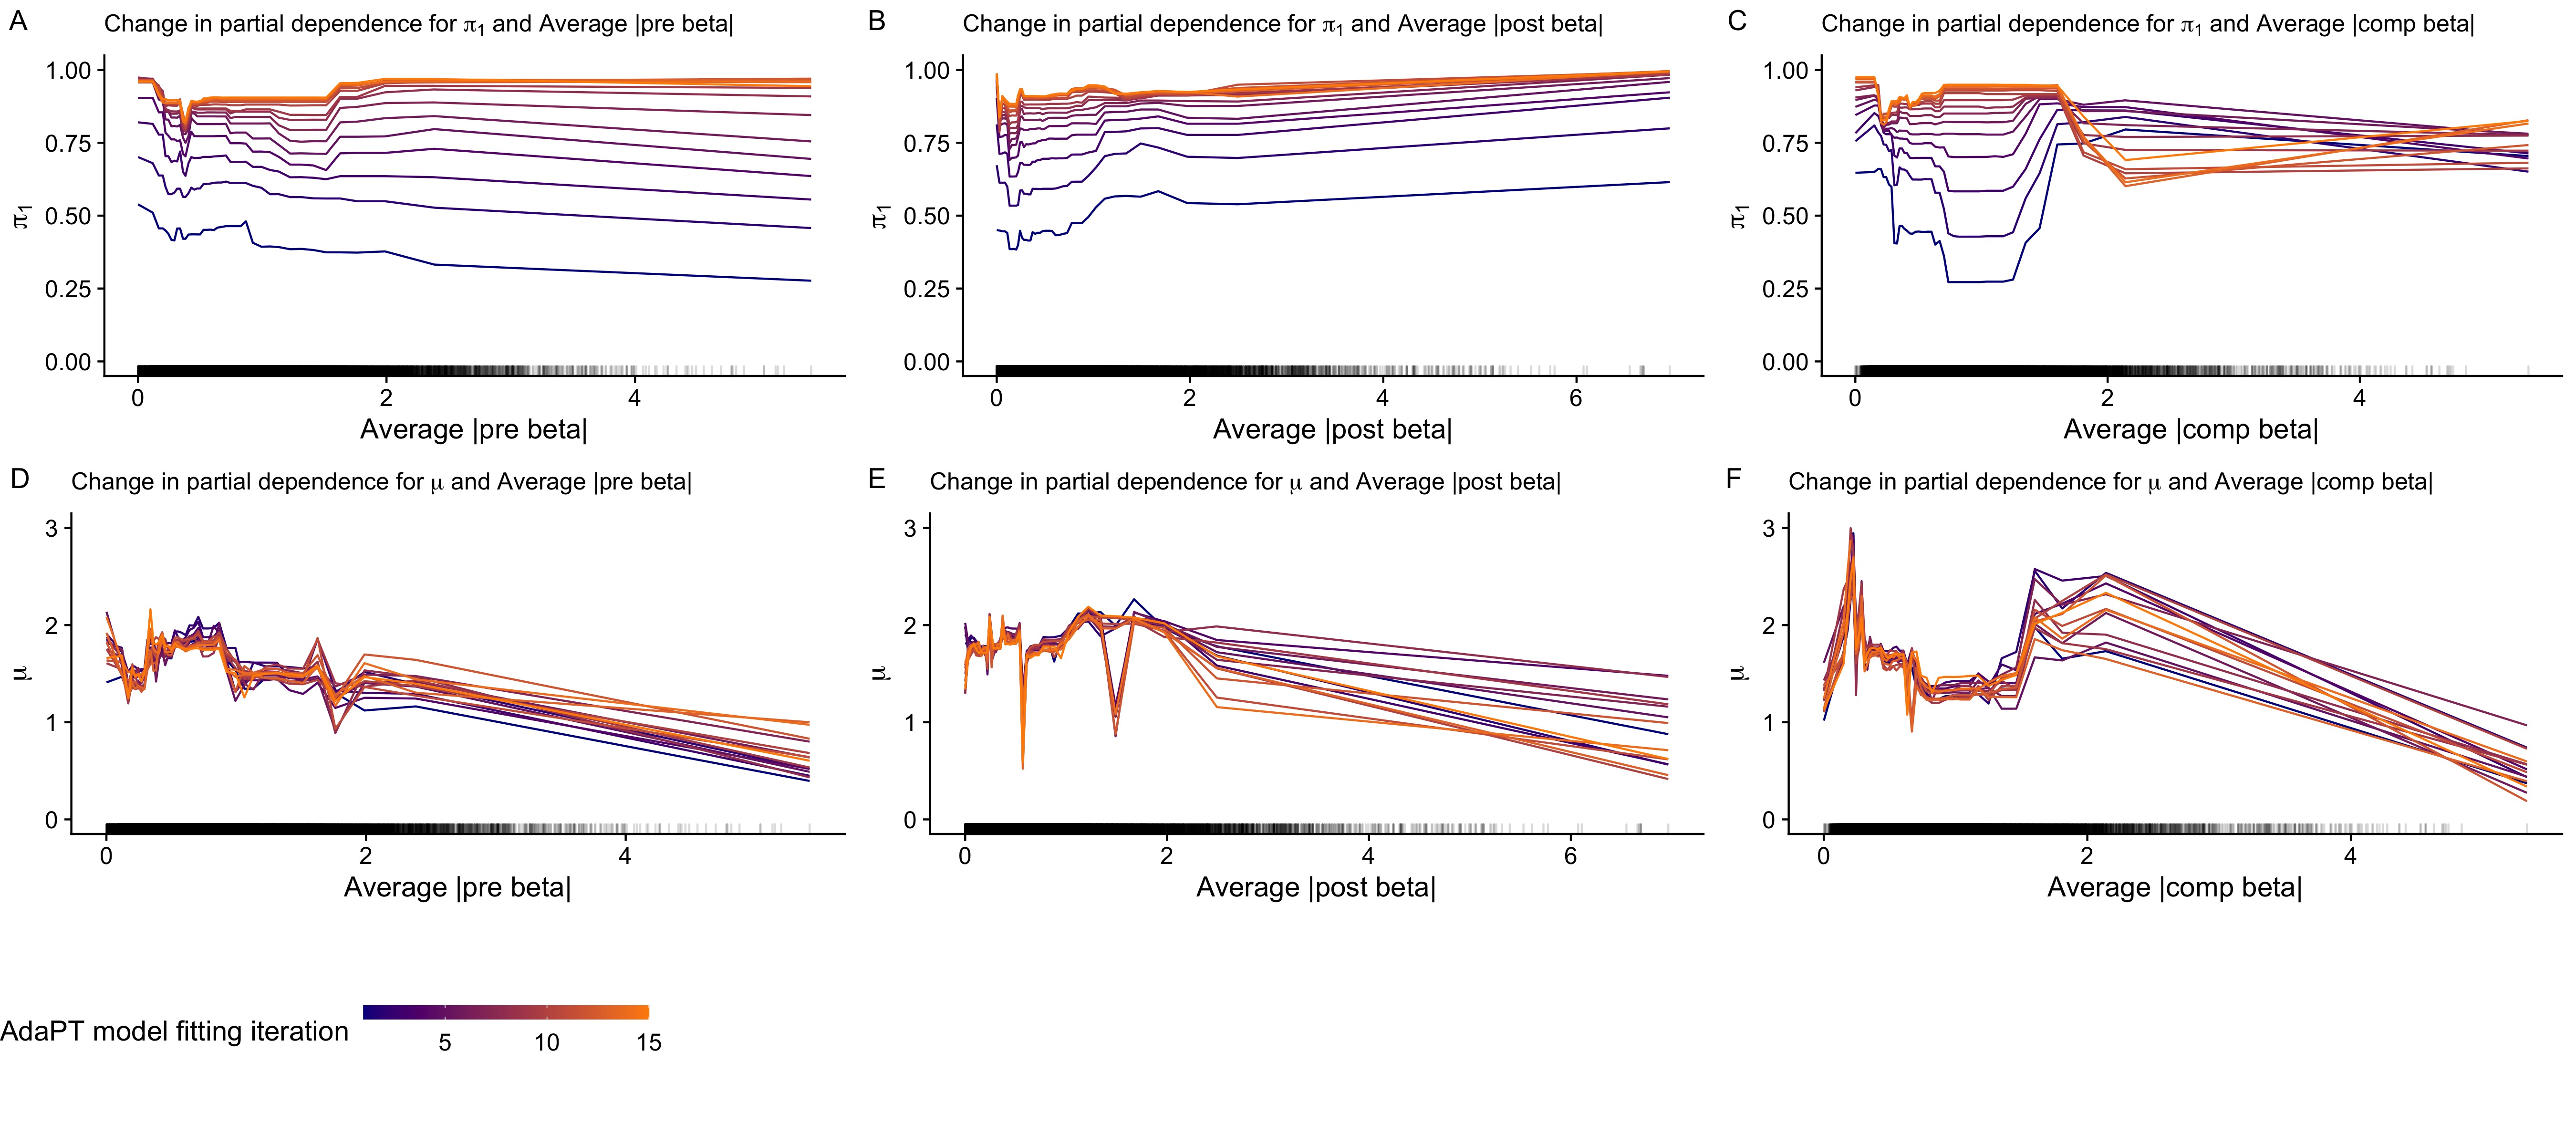 A
Change in partial dependence for π₁ and Average |pre beta|
1.00
0.75
0.50
0.25
0.00
π₁
0 2 4
Average |pre beta|
B
Change in partial dependence for π₁ and Average |post beta|
1.00
0.75
0.50
0.25
0.00
π₁
0 2 4 6
Average |post beta|
C
Change in partial dependence for π₁ and Average |comp beta|
1.00
0.75
0.50
0.25
0.00
π₁
0 2 4
Average |comp beta|
D
Change in partial dependence for μ and Average |pre beta|
3
2
1
0
μ
0 2 4
Average |pre beta|
E
Change in partial dependence for μ and Average |post beta|
3
2
1
0
μ
0 2 4 6
Average |post beta|
F
Change in partial dependence for μ and Average |comp beta|
3
2
1
0
μ
0 2 4
Average |comp beta|
AdaPT model fitting iteration
5 10 15